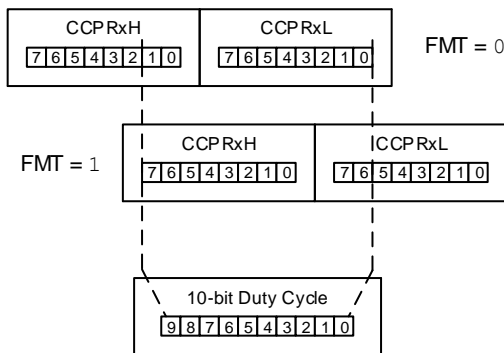 CCPRxH CCPRxL
7 6 5 4 3 2 1 0 7 6 5 4 3 2 1 0 FMT = 0
CCPRxH CCPRxL
FMT = 1 7 6 5 4 3 2 1 0 7 6 5 4 3 2 1 0
10-bit Duty Cycle
9 8 7 6 5 4 3 2 1 0